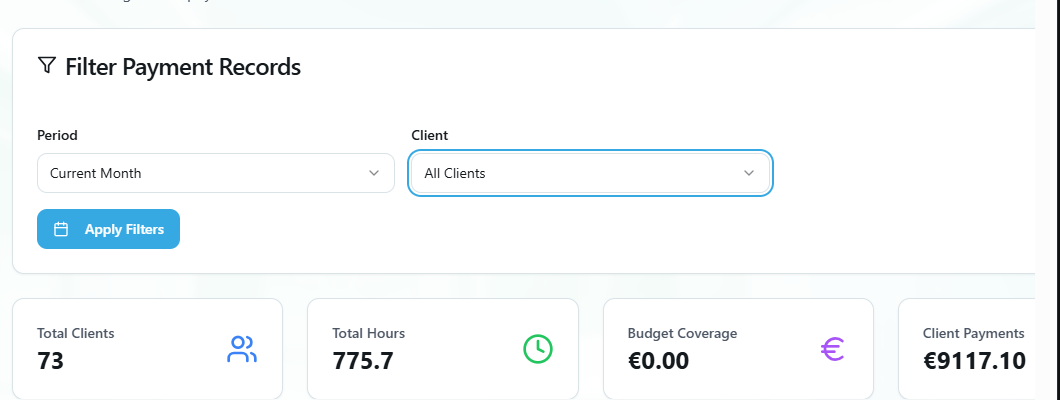 Filter Payment Records
Period
Client
Current Month
All Clients
Apply Filters
Total Clients
73
Total Hours
775.7
Budget Coverage
€0.00
Client Payments
€9117.10